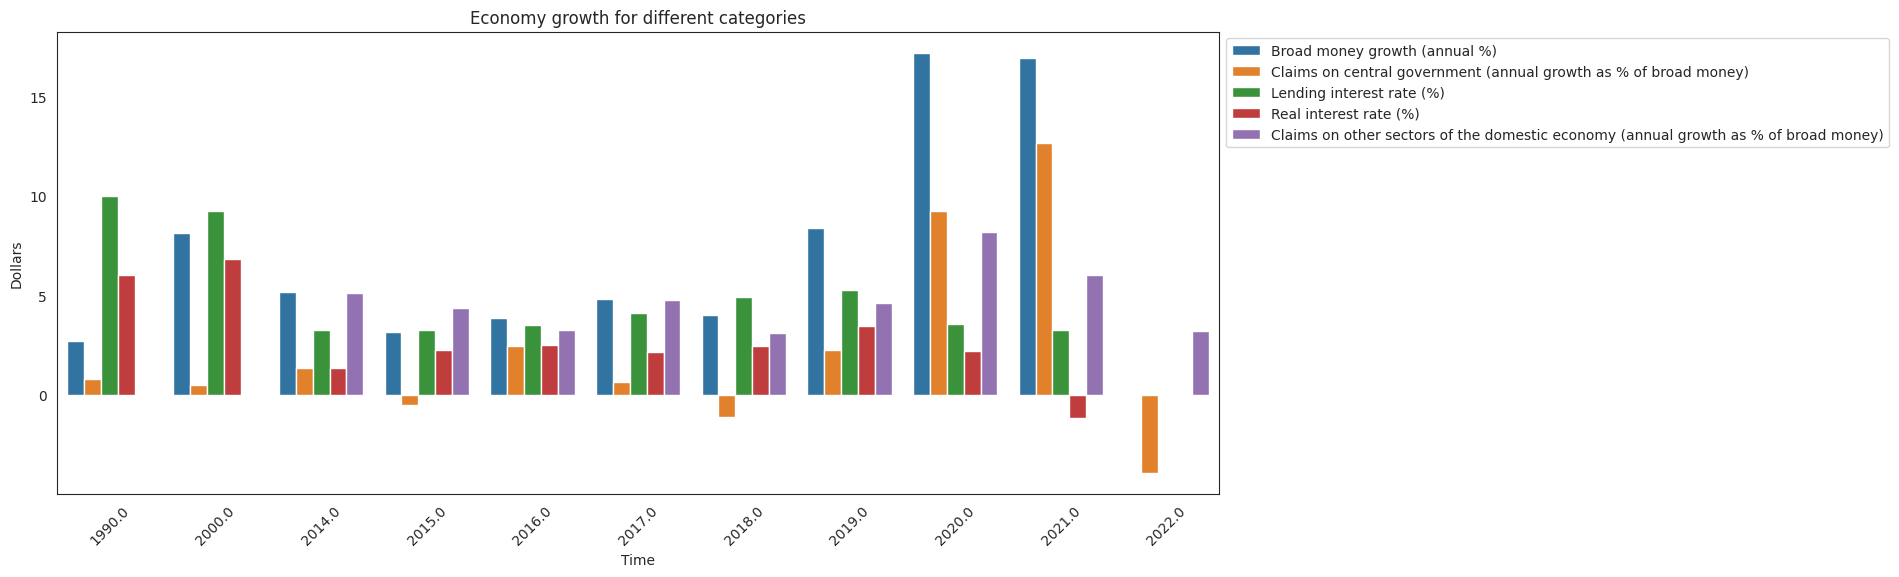 Economy growth for different categories
Broad money growth (annual %)
Claims on central government (annual growth as % of broad money)
Lending interest rate (%)
Real interest rate (%)
Claims on other sectors of the domestic economy (annual growth as % of broad money)
15
10
5
0
Dollars
1990.0
2000.0
2014.0
2015.0
2016.0
2017.0
2018.0
2019.0
2020.0
2021.0
2022.0
Time